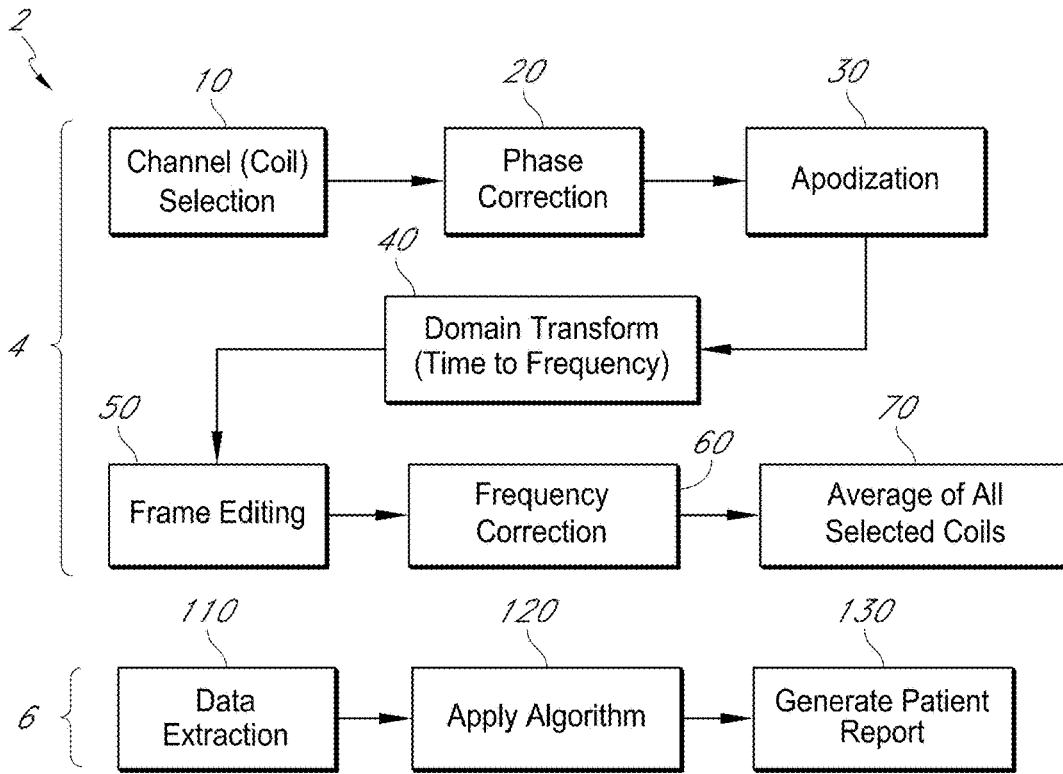 2
10
20
30
Channel (Coil)
Selection
Phase
Correction
Apodization
40
4
Domain Transform
(Time to Frequency)
50
60
70
Frame Editing
Frequency
Correction
Average of All
Selected Coils
110
120
130
6
Data
Extraction
Apply Algorithm
Generate Patient
Report